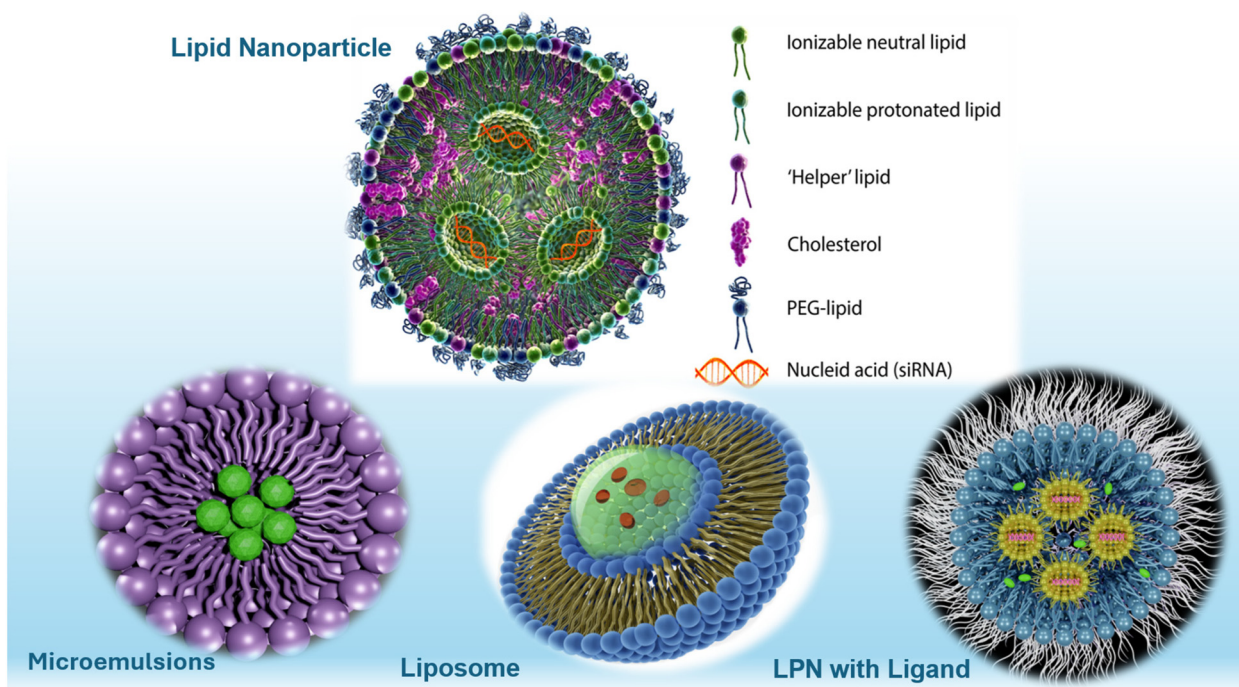 Lipid Nanoparticle
Ionizable neutral lipid
Ionizable protonated lipid
‘Helper’ lipid
Cholesterol
PEG-lipid
Nucleid acid (siRNA)
Microemulsions
Liposome
LPN with Ligand